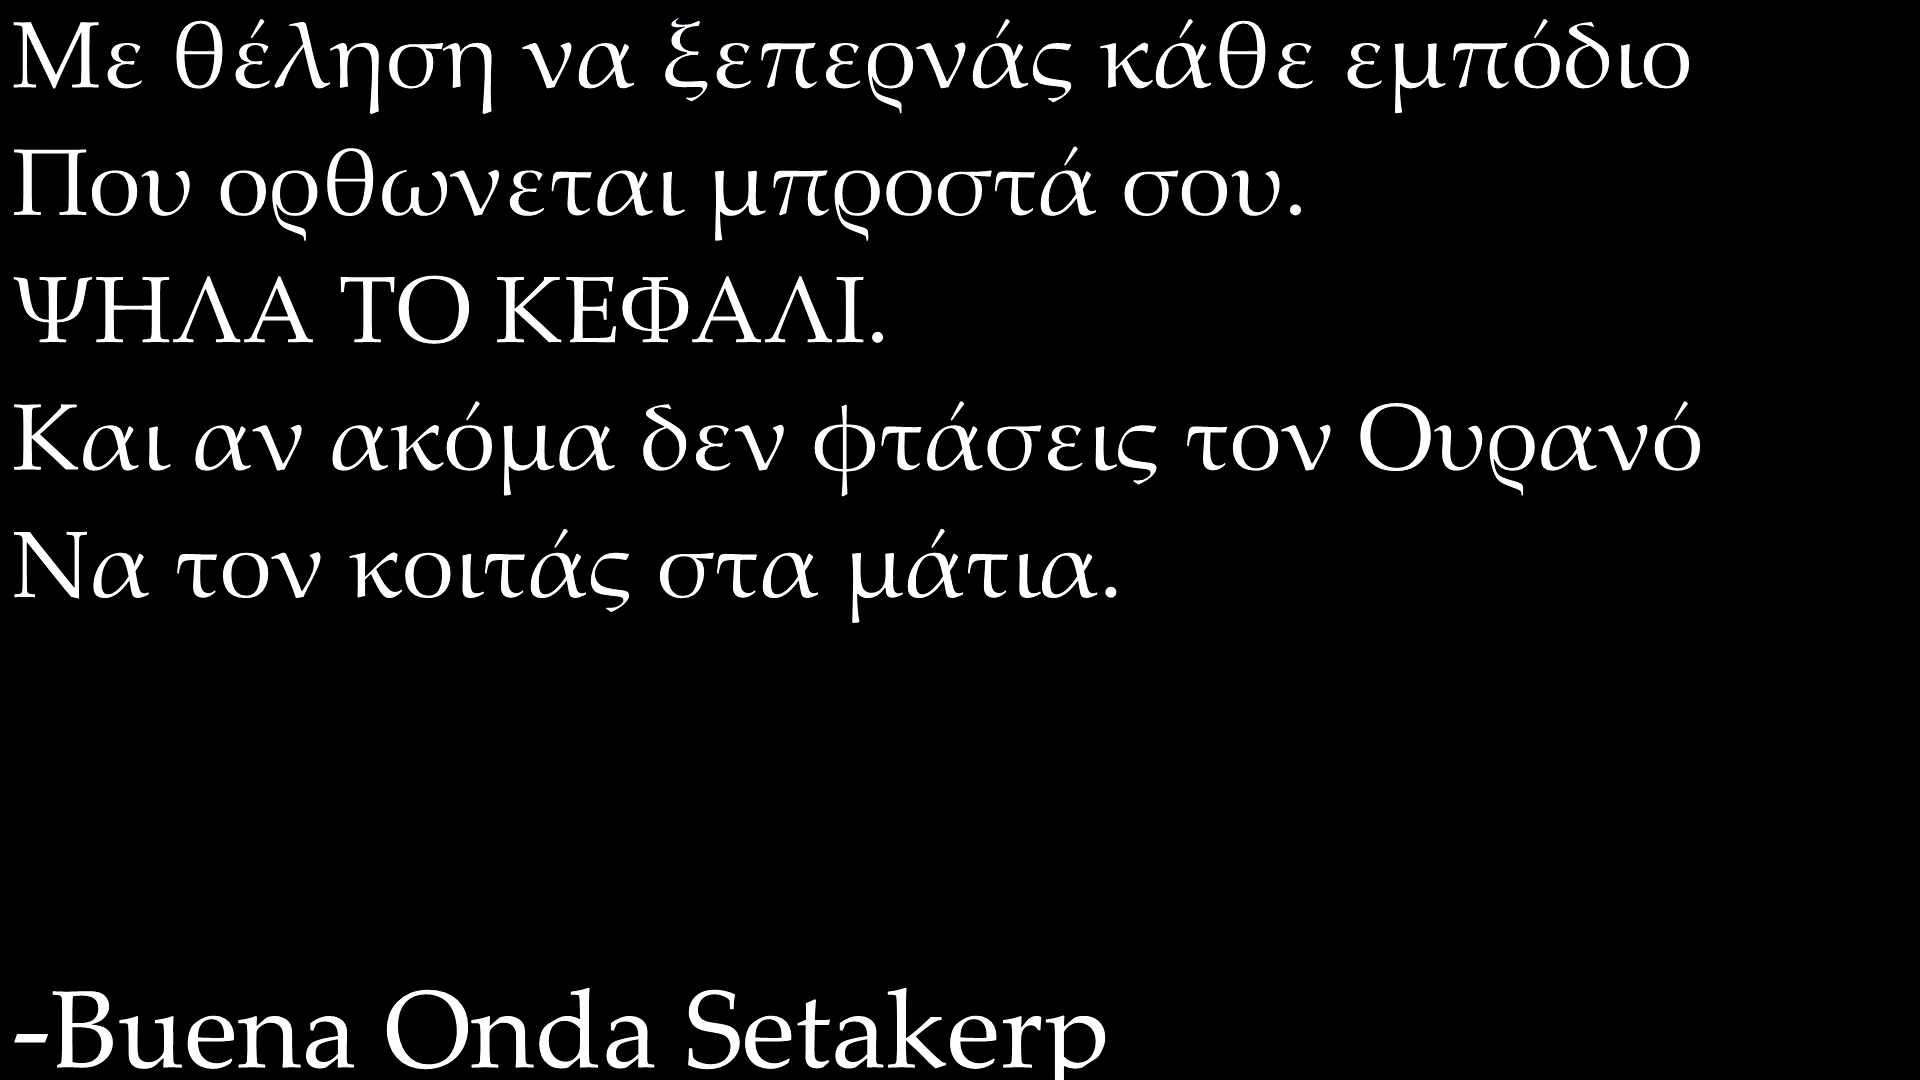 Με θέληση να ξεπερνάς κάθε εμπόδιο
Που ορθωνεται μπροστά σου.
ΨΗΛΑ ΤΟ ΚΕΦΑΛΙ.
Και αν ακόμα δεν φτάσεις τον Ουρανό
Να τον κοιτάς στα μάτια.
-Buena Onda Setakerp